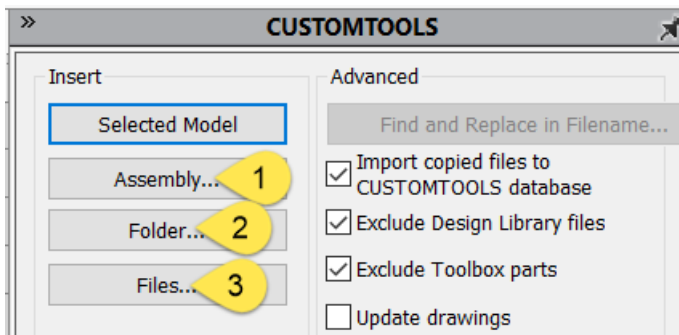 »
CUSTOMTOOLS
Insert
Selected Model
Assembly... 1
Folder... 2
Files... 3
Advanced
Find and Replace in Filename...
Import copied files to
CUSTOMTOOLS database
Exclude Design Library files
Exclude Toolbox parts
Update drawings